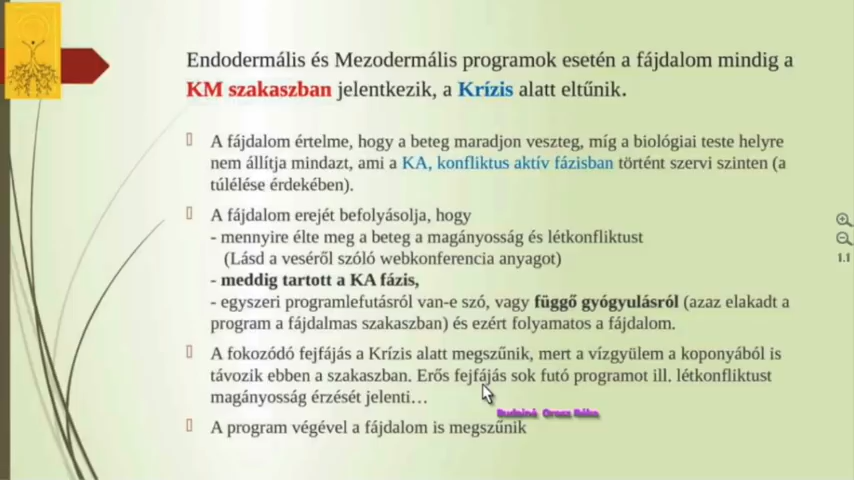 Endodermális és Mezodermális programok esetén a fájdalom mindig a
KM szakaszban jelentkezik, a Krízis alatt eltűnik.
A fájdalom értelme, hogy a beteg maradjon veszteg, míg a biológiai teste helyre
nem állítja mindazt, ami a KA, konfliktus aktív fázisban történt szervi szinten (a
túlélése érdekében).
A fájdalom erejét befolyásolja, hogy
- mennyire élte meg a beteg a magányosság és létkonfliktust
(Lásd a veséről szóló webkonferencia anyagot)
- meddig tartott a KA fázis,
- egyszeri programlefutásról van-e szó, vagy függő gyógyulásról (azaz elakadt a
program a fájdalmas szakaszban) és ezért folyamatos a fájdalom.
A fokozódó fejfájás a Krízis alatt megszűnik, mert a vízgyülem a koponyából is
távozik ebben a szakaszban. Erős fejfájás sok futó programot ill. létkonfliktust
magányosság érzését jelenti…
A program végével a fájdalom is megszűnik
1.1